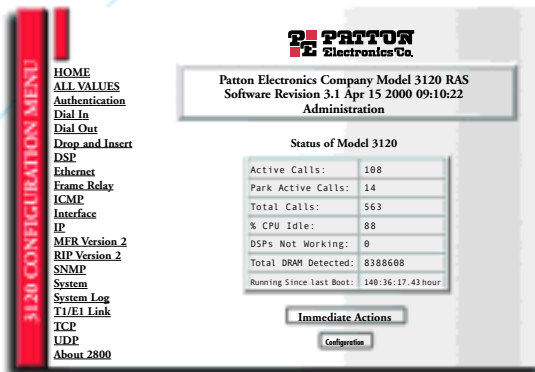 3120 CONFIGURATION MENU
HOME
ALL VALUES
Authentication
Dial In
Dial Out
Drop and Insert
DSP
Ethernet
Frame Relay
ICMP
Interface
IP
MFR Version 2
RIP Version 2
SNMP
System
System Log
T1/E1 Link
TCP
UDP
About 2800
PATTON
Electronics Co.
Patton Electronics Company Model 3120 RAS
Software Revision 3.1 Apr 15 2000 09:10:22
Administration
Status of Model 3120
Active Calls: 108
Park Active Calls: 14
Total Calls: 563
% CPU Idle: 88
DSPs Not Working: 0
Total DRAM Detected: 8388608
Running Since last Boot: 140:36:17.43 hour
Immediate Actions
Configuration